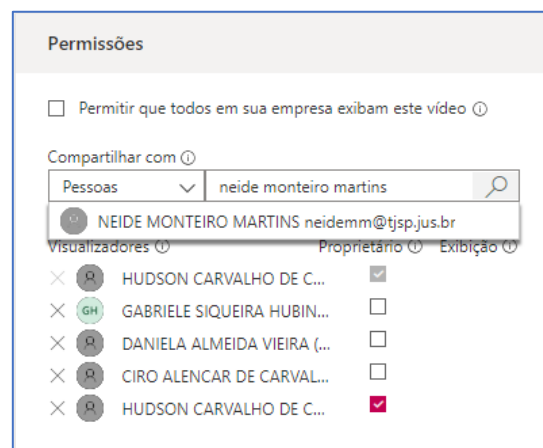 Permissões
Permitir que todos em sua empresa exibam este vídeo
Compartilhar com
Pessoas neide monteiro martins
NEIDE MONTEIRO MARTINS neidemm@tjsp.jus.br
Visualizadores Proprietário Exibição
HUDSON CARVALHO DE C...
GH GABRIELE SIQUEIRA HUBIN...
DANIELA ALMEIDA VIEIRA (...
CIRO ALENCAR DE CARVAL...
HUDSON CARVALHO DE C...